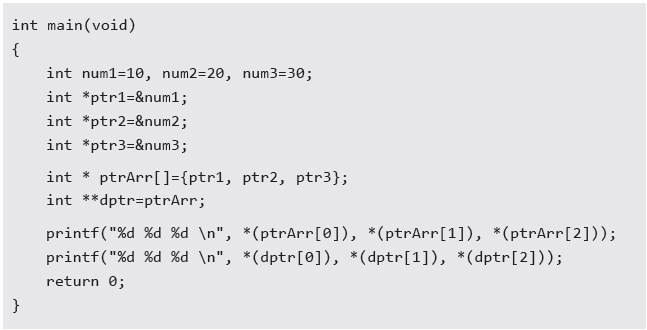 int main(void)
{
    int num1=10, num2=20, num3=30;
    int *ptr1=&num1;
    int *ptr2=&num2;
    int *ptr3=&num3;
    int * ptrArr[]={ptr1, ptr2, ptr3};
    int **dptr=ptrArr;
    printf("%d %d %d \n", *(ptrArr[0]), *(ptrArr[1]), *(ptrArr[2]));
    printf("%d %d %d \n", *(dptr[0]), *(dptr[1]), *(dptr[2]));
    return 0;
}